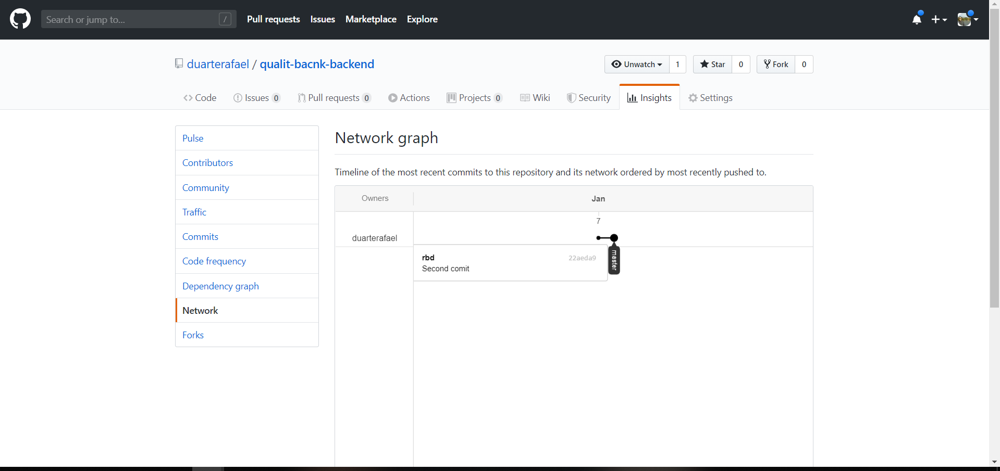 Search or jump to... / Pull requests Issues Marketplace Explore
duarterafael / qualit-bacnk-backend
Unwatch 1 Star 0 Fork 0
Code Issues 0 Pull requests 0 Actions Projects 0 Wiki Security Insights Settings
Pulse
Contributors
Community
Traffic
Commits
Code frequency
Dependency graph
Network
Forks
Network graph
Timeline of the most recent commits to this repository and its network ordered by most recently pushed to.
Owners Jan
7
duarterafael
rbd 22aeda9
Second comit
master